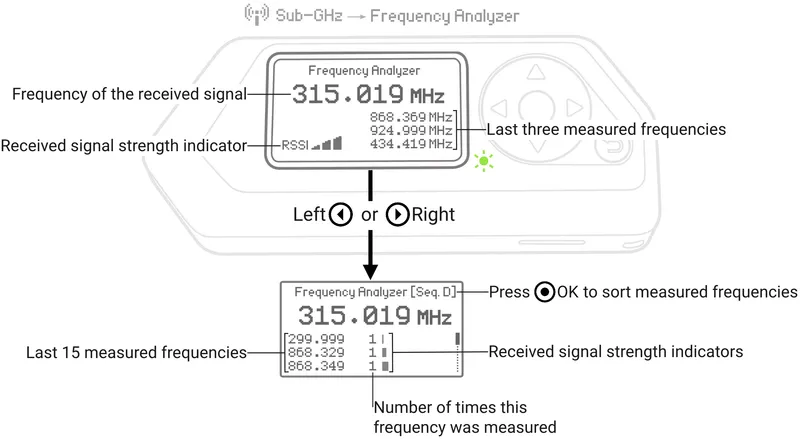 Sub-GHz → Frequency Analyzer
Frequency Analyzer
Frequency of the received signal
315.019 MHz
868.369 MHz
924.999 MHz
434.419 MHz
Last three measured frequencies
Received signal strength indicator
RSSI
Left or Right
Frequency Analyzer [Seq. D]
Press OK to sort measured frequencies
315.019 MHz
299.999 1
868.329 1
868.349 1
Last 15 measured frequencies
Received signal strength indicators
Number of times this
frequency was measured